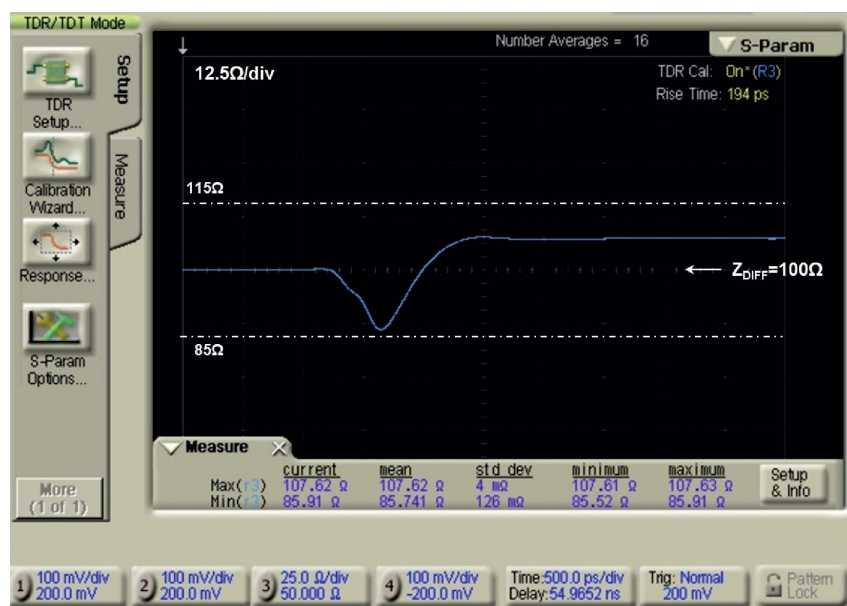 TDR/TDT Mode
Setup
Measure
TDR
Setup...
Calibration
Wizard...
Response...
S-Param
Options...
More
(1 of 1)
Number Averages = 16
S-Param
12.5Ω/div
TDR Cal: On*(R3)
Rise Time: 194 ps
115Ω
Z_DIFF=100Ω
85Ω
Measure
current mean std dev minimum maximum
Max(r3) 107.62 Ω 107.62 Ω 4 mΩ 107.61 Ω 107.63 Ω
Min(r3) 85.91 Ω 85.741 Ω 126 mΩ 85.52 Ω 85.91 Ω
Setup
& Info
1 100 mV/div
200.0 mV
2 100 mV/div
200.0 mV
3 25.0 Ω/div
50.000 Ω
4 100 mV/div
-200.0 mV
Time:500.0 ps/div
Delay:54.9652 ns
Trig: Normal
200 mV
Pattern
Lock